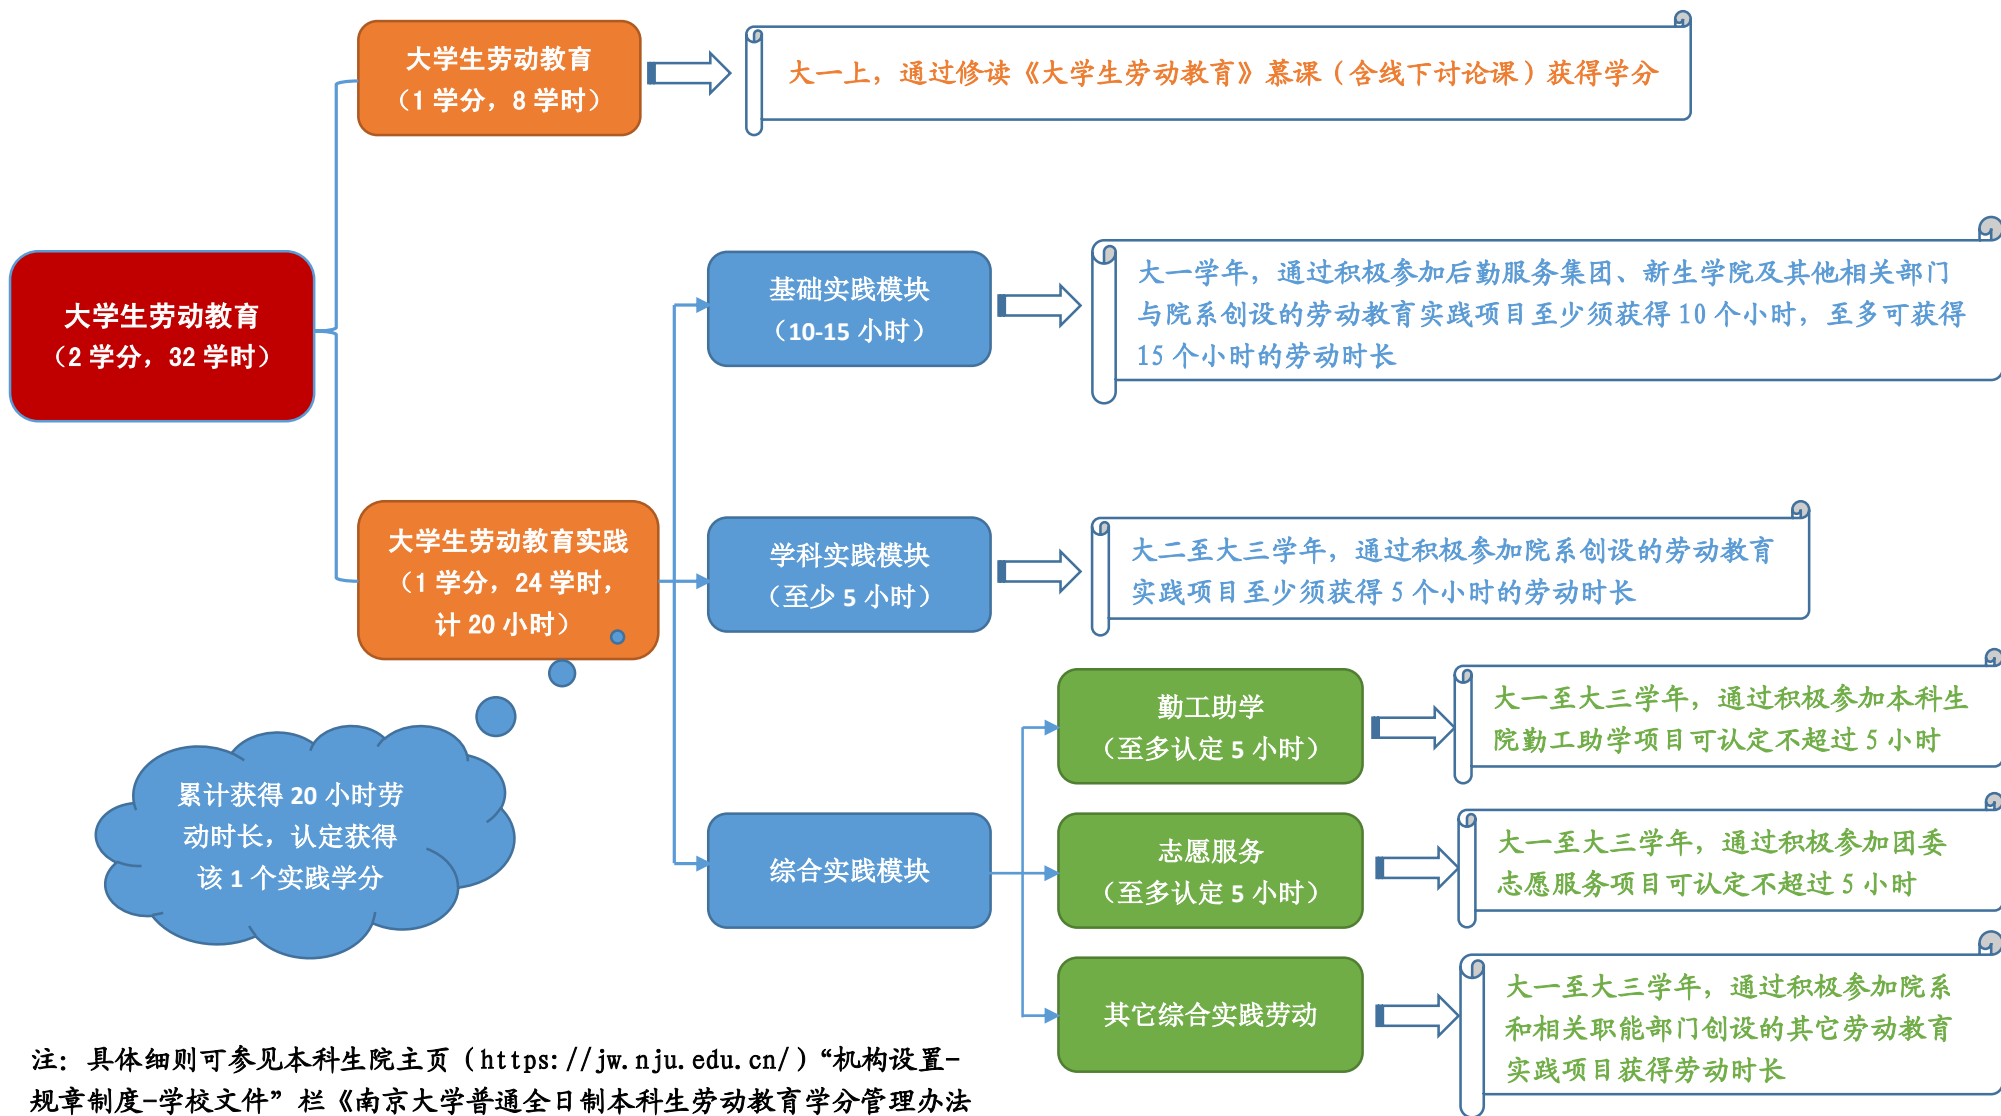 大学生劳动教育
（1 学分，8 学时）
大一上，通过修读《大学生劳动教育》慕课（含线下讨论课）获得学分
大学生劳动教育
（2 学分，32 学时）
基础实践模块
（10-15 小时）
大一学年，通过积极参加后勤服务集团、新生学院及其他相关部门
与院系创设的劳动教育实践项目至少须获得 10 个小时，至多可获得
15 个小时的劳动时长
大学生劳动教育实践
（1 学分，24 学时，
计 20 小时）
学科实践模块
（至少 5 小时）
大二至大三学年，通过积极参加院系创设的劳动教育
实践项目至少须获得 5 个小时的劳动时长
累计获得 20 小时劳
动时长，认定获得
该 1 个实践学分
综合实践模块
勤工助学
（至多认定 5 小时）
大一至大三学年，通过积极参加本科生
院勤工助学项目可认定不超过 5 小时
志愿服务
（至多认定 5 小时）
大一至大三学年，通过积极参加团委
志愿服务项目可认定不超过 5 小时
其它综合实践劳动
大一至大三学年，通过积极参加院系
和相关职能部门创设的其它劳动教育
实践项目获得劳动时长
注：具体细则可参见本科生院主页（https://jw.nju.edu.cn/）“机构设置-
规章制度-学校文件”栏《南京大学普通全日制本科生劳动教育学分管理办法